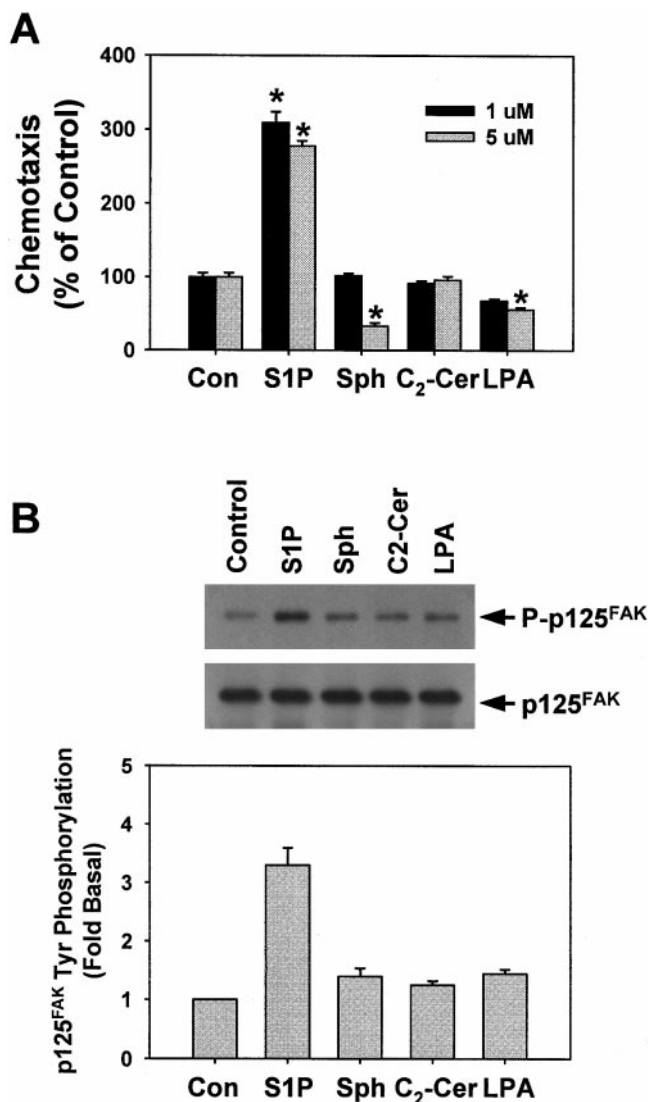 A
400
300
200
100
0
Chemotaxis
(% of Control)
* * * *
1 uM
5 uM
Con S1P Sph C₂-Cer LPA
B
Control S1P Sph C2-Cer LPA
P-p125ᶠᴬᴷ
p125ᶠᴬᴷ
5
4
3
2
1
0
p125ᶠᴬᴷ Tyr Phosphorylation
(Fold Basal)
Con S1P Sph C₂-Cer LPA